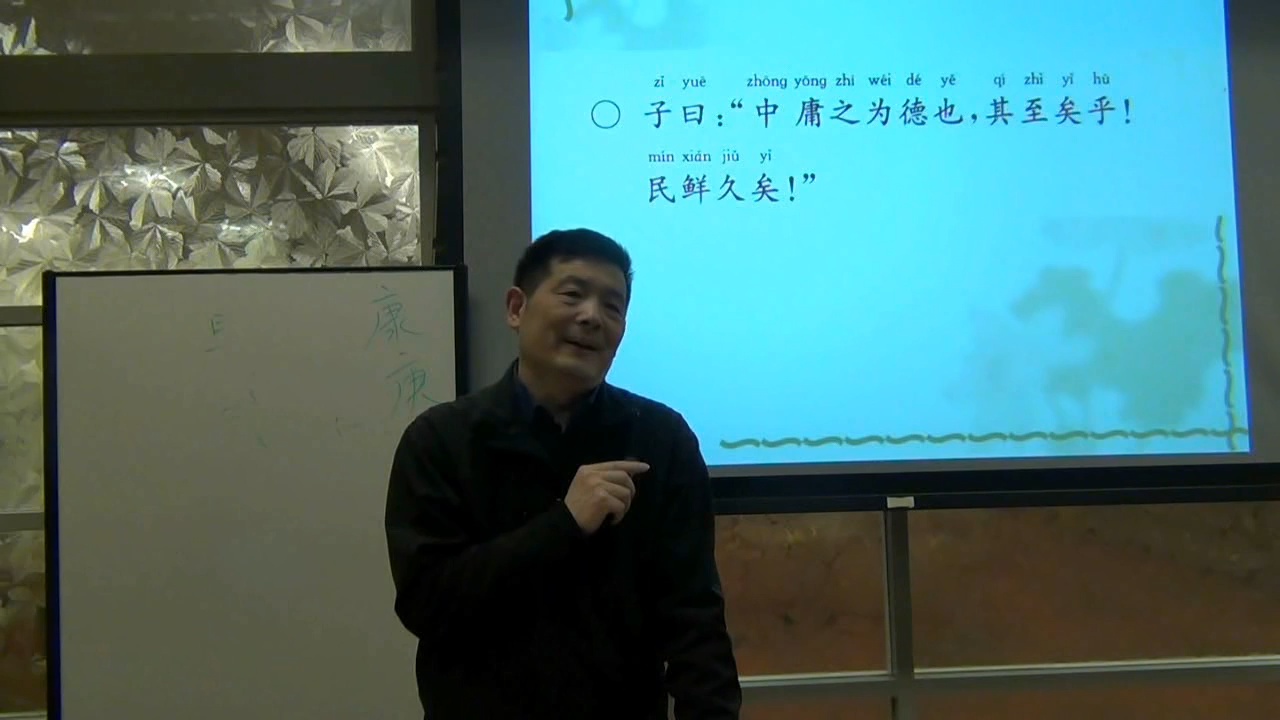 zǐ yuē zhōng yōng zhī wéi dé yě qí zhì yǐ hū
○ 子曰：“中庸之为德也，其至矣乎！
mín xiǎn jiǔ yǐ
民鲜久矣！”
康